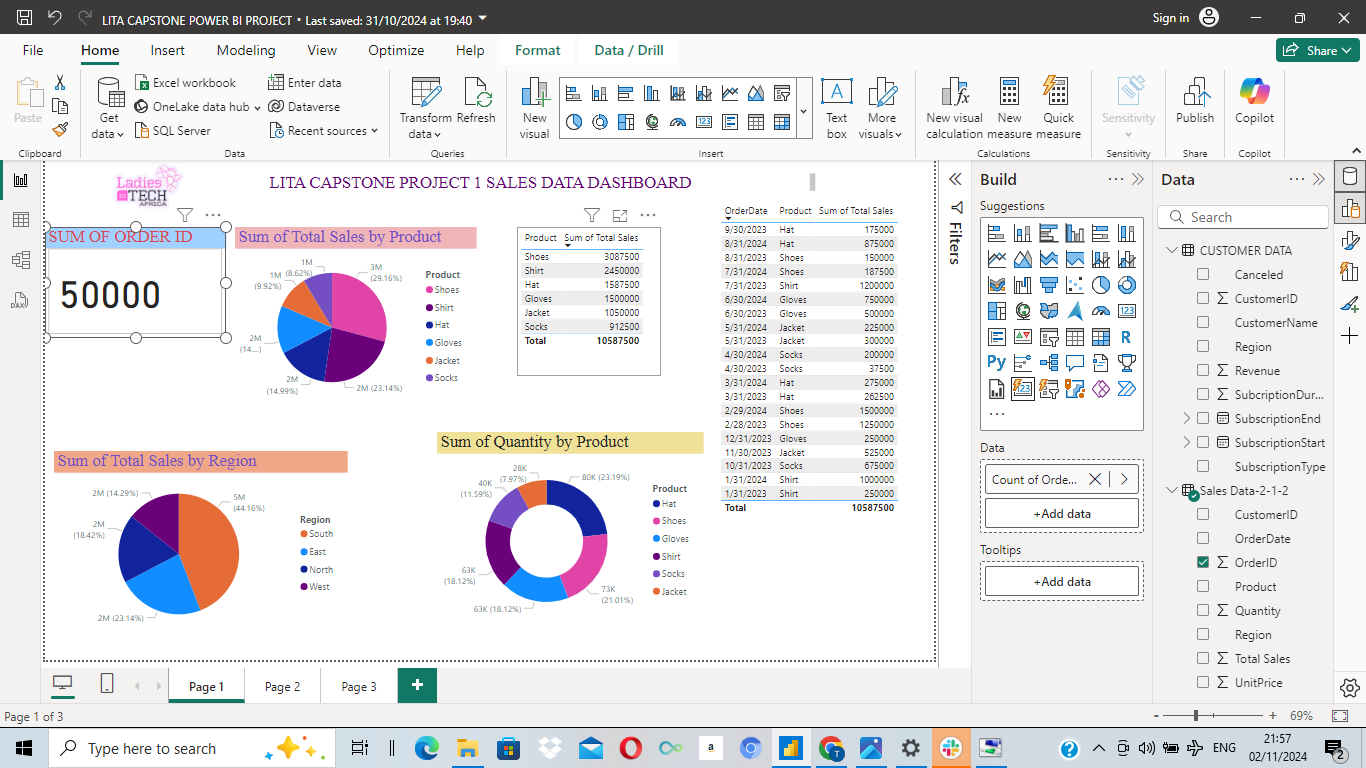 LITA CAPSTONE POWER BI PROJECT • Last saved: 31/10/2024 at 19:40
Sign in
File Home Insert Modeling View Optimize Help Format Data / Drill
Share
Paste
Clipboard
Get data
Excel workbook
OneLake data hub
SQL Server
Enter data
Dataverse
Recent sources
Data
Transform data
Refresh
Queries
New visual
Text box
More visuals
Insert
New visual calculation
New measure
Quick measure
Calculations
Sensitivity
Sensitivity
Publish
Share
Copilot
Copilot
Ladies
in TECH
AFRICA
LITA CAPSTONE PROJECT 1 SALES DATA DASHBOARD
SUM OF ORDER ID
50000
Sum of Total Sales by Product
3M (29.16%)
2M (23.14%)
2M (14.99%)
2M (14....)
1M (9.92%)
1M (8.62%)
Product
Shoes
Shirt
Hat
Gloves
Jacket
Socks
Product Sum of Total Sales
Shoes 3087500
Shirt 2450000
Hat 1587500
Gloves 1500000
Jacket 1050000
Socks 912500
Total 10587500
OrderDate Product Sum of Total Sales
9/30/2023 Hat 175000
8/31/2024 Hat 875000
8/31/2023 Shoes 150000
7/31/2024 Shoes 187500
7/31/2023 Shirt 1200000
6/30/2024 Gloves 750000
6/30/2023 Gloves 500000
5/31/2024 Jacket 225000
5/31/2023 Jacket 300000
4/30/2024 Socks 200000
4/30/2023 Socks 37500
3/31/2024 Hat 275000
3/31/2023 Hat 262500
2/29/2024 Shoes 1500000
2/28/2023 Shoes 1250000
12/31/2023 Gloves 250000
11/30/2023 Jacket 525000
10/31/2023 Socks 675000
1/31/2024 Shirt 1000000
1/31/2023 Shirt 250000
Total 10587500
Sum of Total Sales by Region
5M (44.16%)
2M (23.14%)
2M (18.42%)
2M (14.29%)
Region
South
East
North
West
Sum of Quantity by Product
80K (23.19%)
73K (21.01%)
63K (18.12%)
63K (18.12%)
40K (11.59%)
28K (7.97%)
Product
Hat
Shoes
Gloves
Shirt
Socks
Jacket
Filters
Build
Suggestions
Data
Count of Orde...
+Add data
Tooltips
+Add data
Data
Search
CUSTOMER DATA
Canceled
CustomerID
CustomerName
Region
Revenue
SubcriptionDur...
SubscriptionEnd
SubscriptionStart
SubscriptionType
Sales Data-2-1-2
CustomerID
OrderDate
OrderID
Product
Quantity
Region
Total Sales
UnitPrice
Page 1 Page 2 Page 3
Page 1 of 3
69%
Type here to search
ENG
21:57
02/11/2024
2